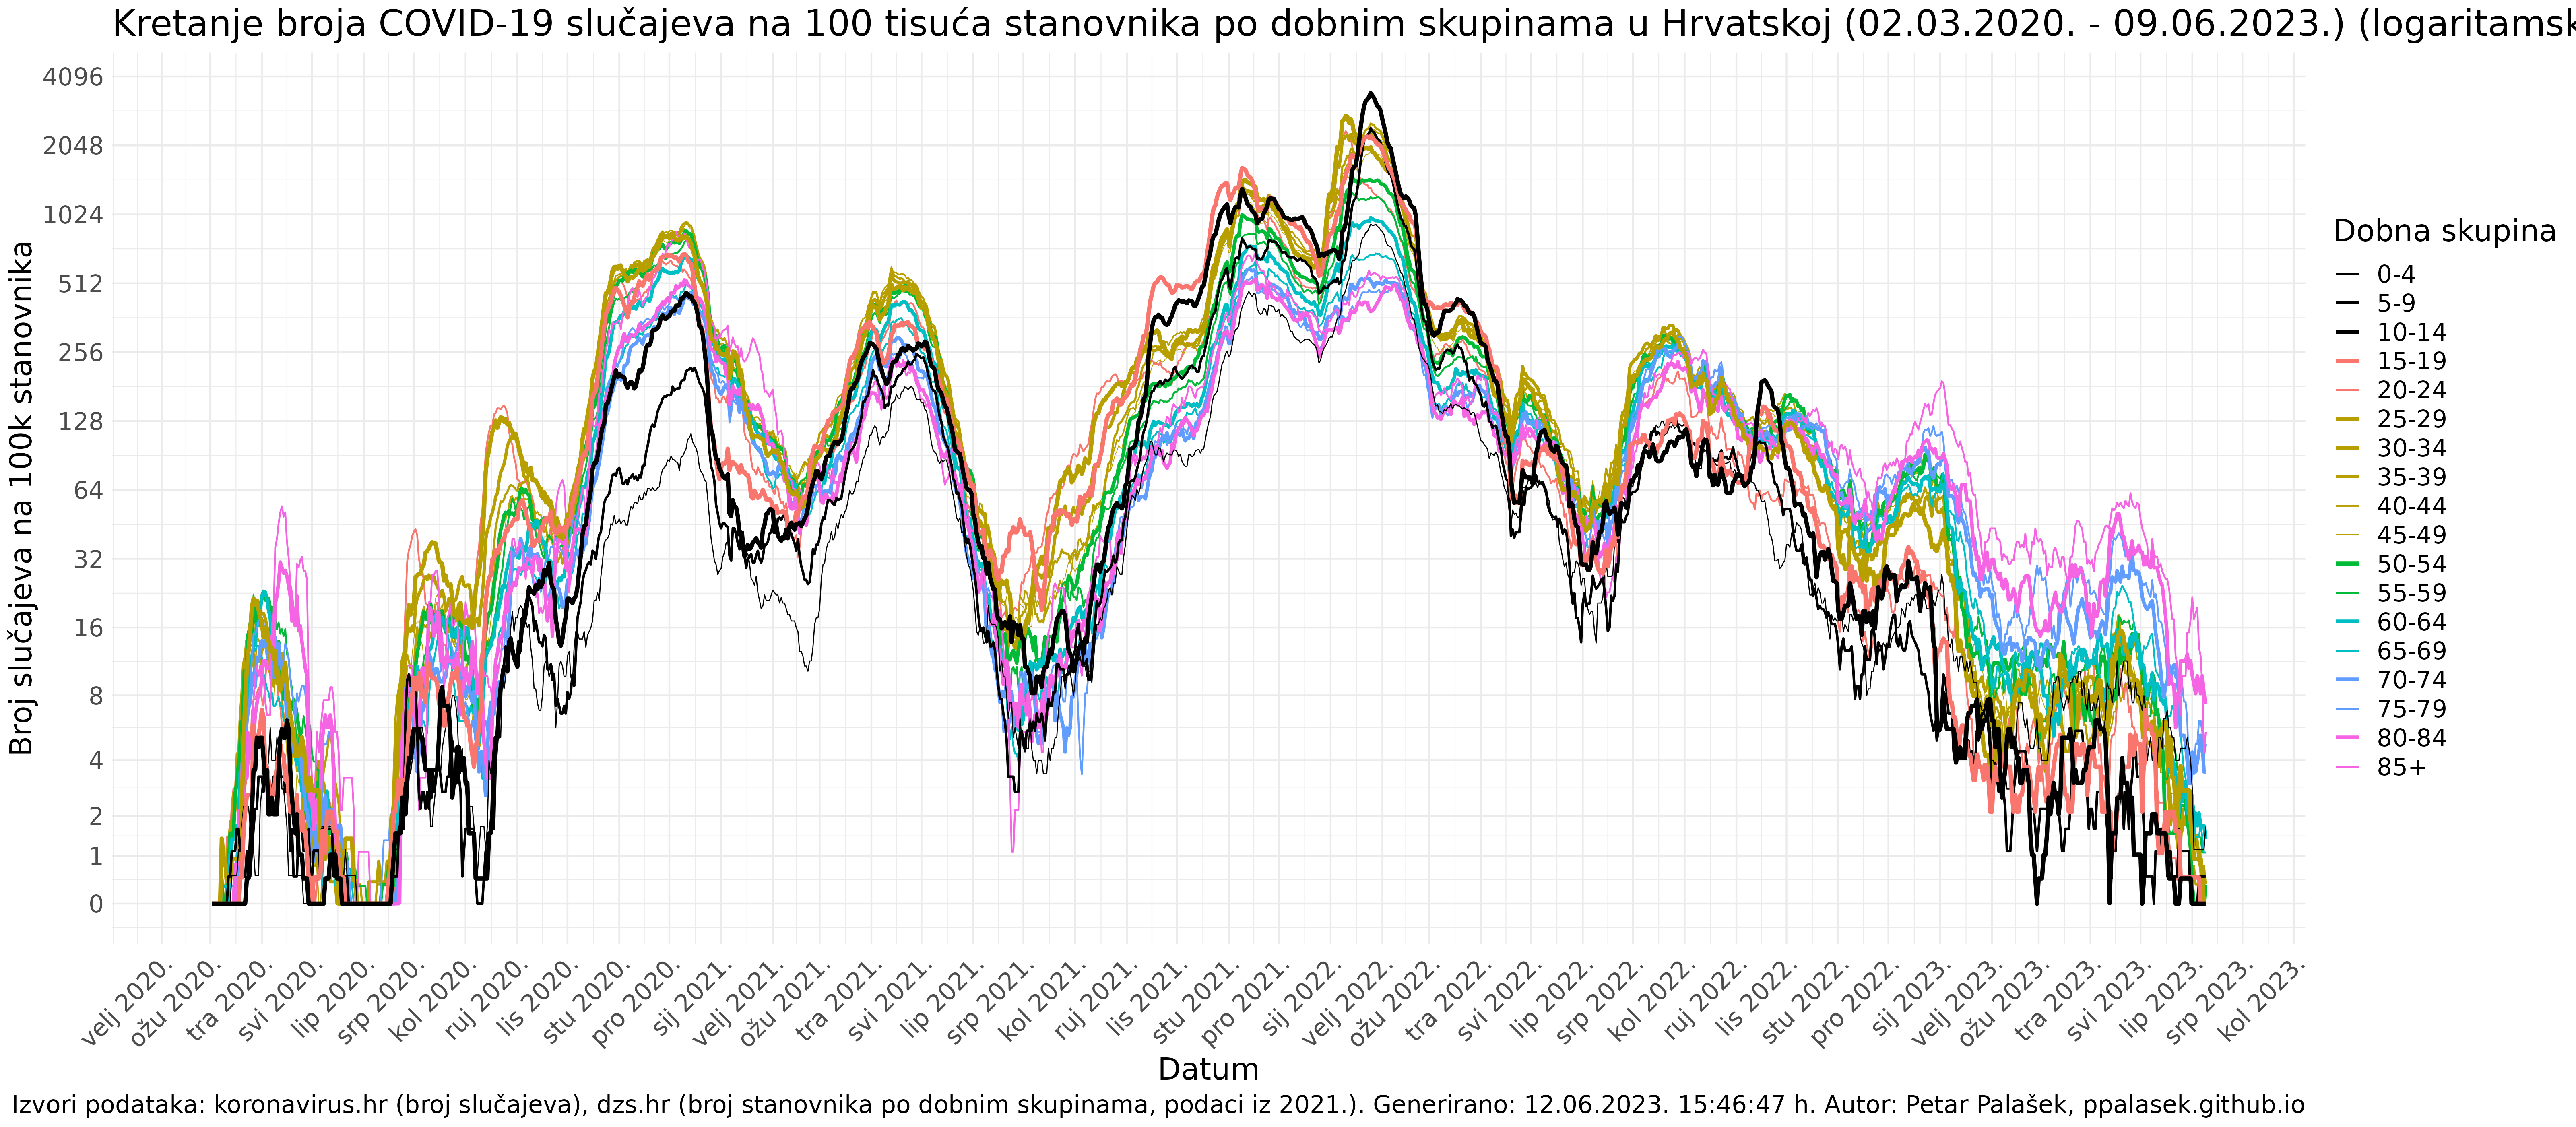 Kretanje broja COVID-19 slučajeva na 100 tisuća stanovnika po dobnim skupinama u Hrvatskoj (02.03.2020. - 09.06.2023.) (logaritamsk
Broj slučajeva na 100k stanovnika
4096
2048
1024
512
256
128
64
32
16
8
4
2
1
0
velj 2020.
ožu 2020.
tra 2020.
svi 2020.
lip 2020.
srp 2020.
kol 2020.
ruj 2020.
lis 2020.
stu 2020.
pro 2020.
sij 2021.
velj 2021.
ožu 2021.
tra 2021.
svi 2021.
lip 2021.
srp 2021.
kol 2021.
ruj 2021.
lis 2021.
stu 2021.
pro 2021.
sij 2022.
velj 2022.
ožu 2022.
tra 2022.
svi 2022.
lip 2022.
srp 2022.
kol 2022.
ruj 2022.
lis 2022.
stu 2022.
pro 2022.
sij 2023.
velj 2023.
ožu 2023.
tra 2023.
svi 2023.
lip 2023.
srp 2023.
kol 2023.
Datum
Dobna skupina
0-4
5-9
10-14
15-19
20-24
25-29
30-34
35-39
40-44
45-49
50-54
55-59
60-64
65-69
70-74
75-79
80-84
85+
Izvori podataka: koronavirus.hr (broj slučajeva), dzs.hr (broj stanovnika po dobnim skupinama, podaci iz 2021.). Generirano: 12.06.2023. 15:46:47 h. Autor: Petar Palašek, ppalasek.github.io